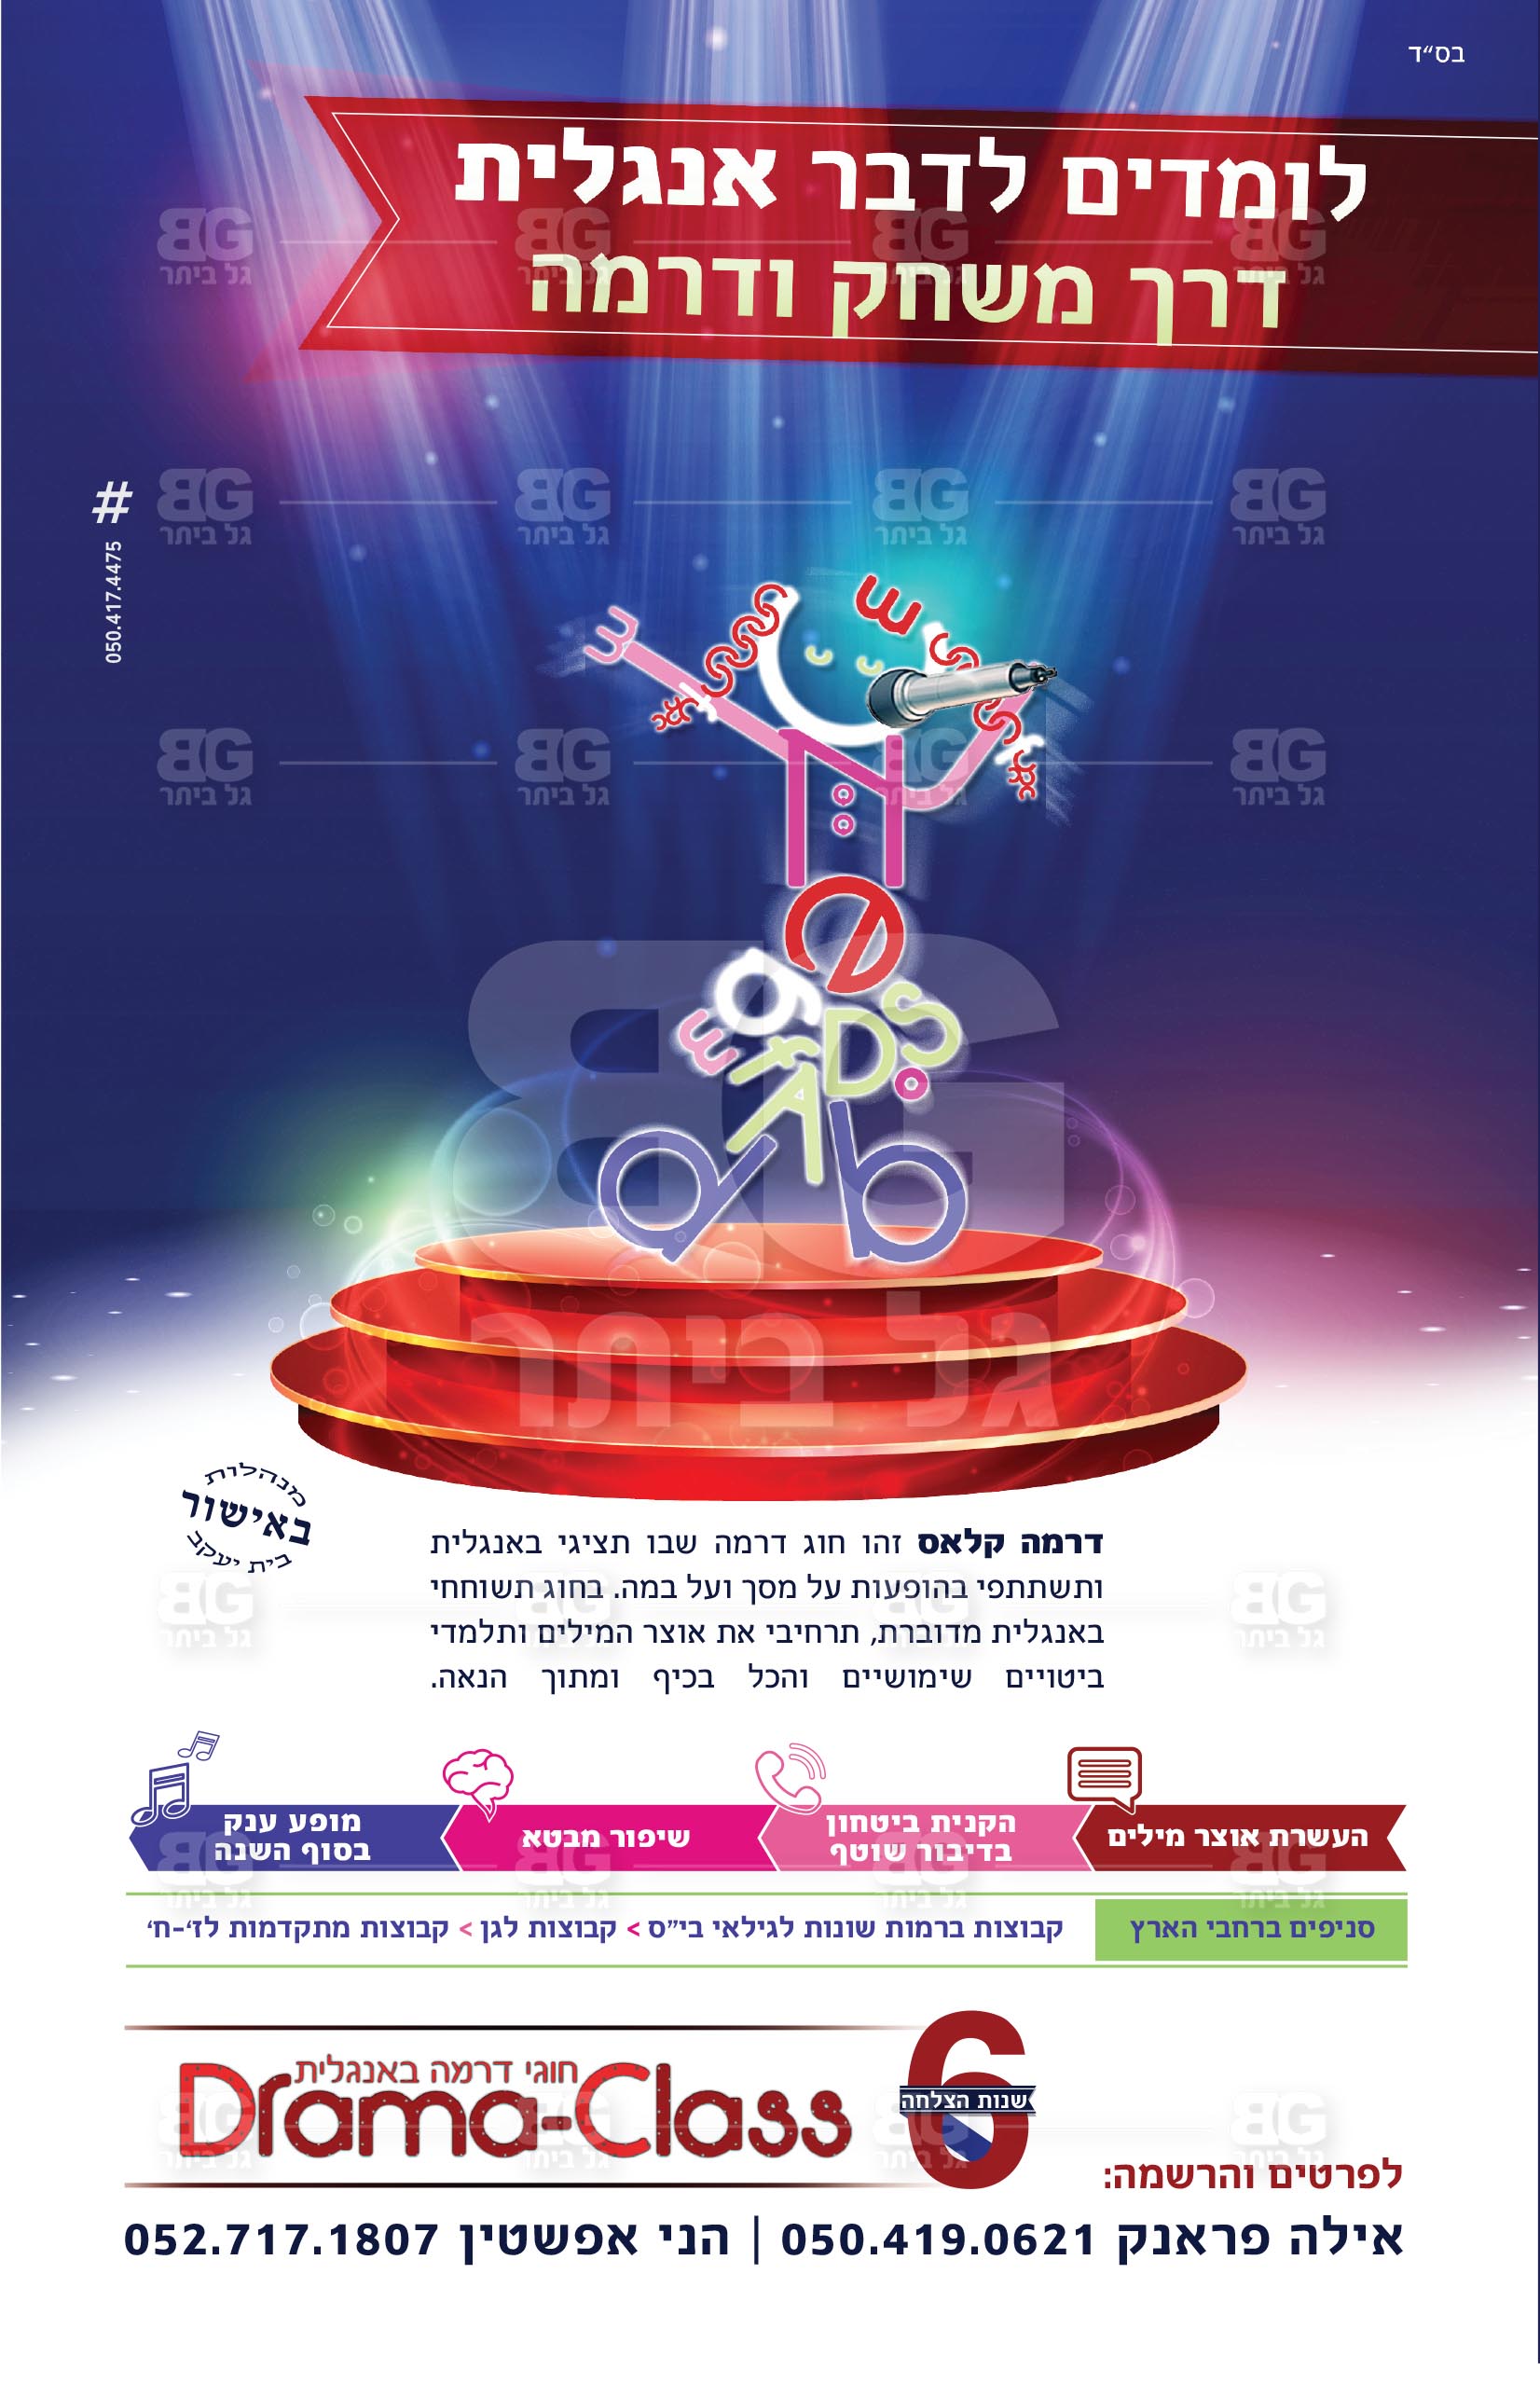 בס"ד
לומדים לדבר אנגלית
דרך משחק ודרמה
# 050.417.4475
BG
גל ביתר
מנהלות
באישור
בית יעקב
דרמה קלאס זהו חוג דרמה שבו תציגי באנגלית
ותשתתפי בהופעות על מסך ועל במה. בחוג תשוחחי
באנגלית מדוברת, תרחיבי את אוצר המילים ותלמדי
ביטויים שימושיים והכל בכיף ומתוך הנאה.
העשרת אוצר מילים
הקנית ביטחון
בדיבור שוטף
שיפור מבטא
מופע ענק
בסוף השנה
סניפים ברחבי הארץ
קבוצות ברמות שונות לגילאי בי"ס > קבוצות לגן > קבוצות מתקדמות לז'-ח'
6
שנות הצלחה
חוגי דרמה באנגלית
Drama-Class
לפרטים והרשמה:
אילה פראנק 050.419.0621 | הני אפשטין 052.717.1807